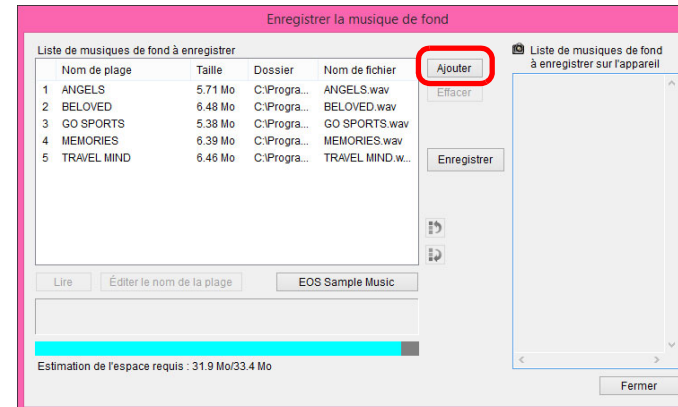 Enregistrer la musique de fond
Liste de musiques de fond à enregistrer
Nom de plage Taille Dossier Nom de fichier
1 ANGELS 5.71 Mo C:\Progra... ANGELS.wav
2 BELOVED 6.48 Mo C:\Progra... BELOVED.wav
3 GO SPORTS 5.38 Mo C:\Progra... GO SPORTS.wav
4 MEMORIES 6.39 Mo C:\Progra... MEMORIES.wav
5 TRAVEL MIND 6.46 Mo C:\Progra... TRAVEL MIND.w...
Lire Éditer le nom de la plage EOS Sample Music
Estimation de l'espace requis : 31.9 Mo/33.4 Mo
Ajouter
Effacer
Enregistrer
Liste de musiques de fond
à enregistrer sur l'appareil
Fermer